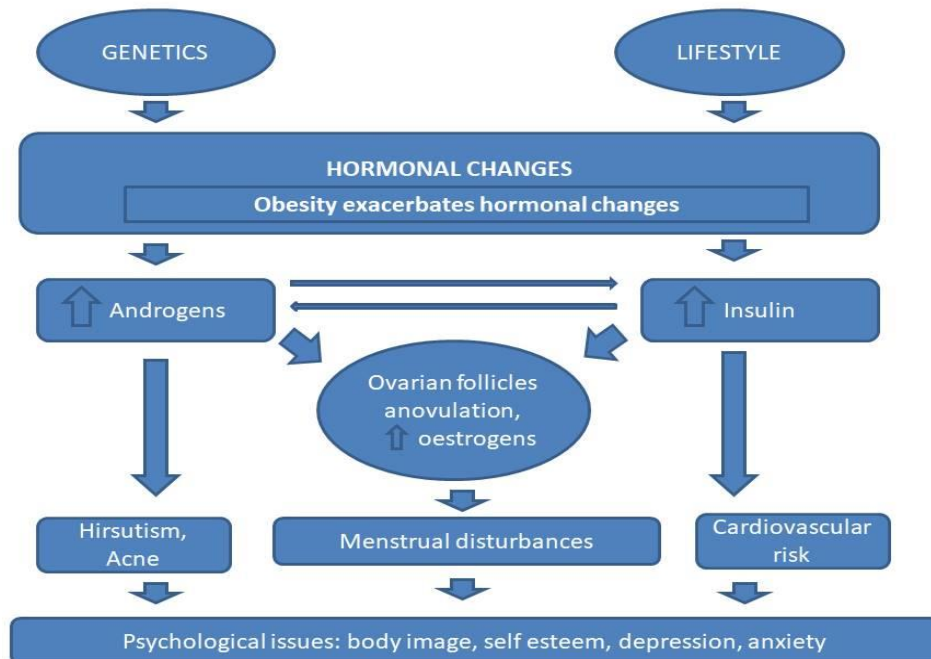 GENETICS
LIFESTYLE
HORMONAL CHANGES
Obesity exacerbates hormonal changes
Androgens
Insulin
Ovarian follicles
anovulation,
oestrogens
Hirsutism,
Acne
Menstrual disturbances
Cardiovascular
risk
Psychological issues: body image, self esteem, depression, anxiety